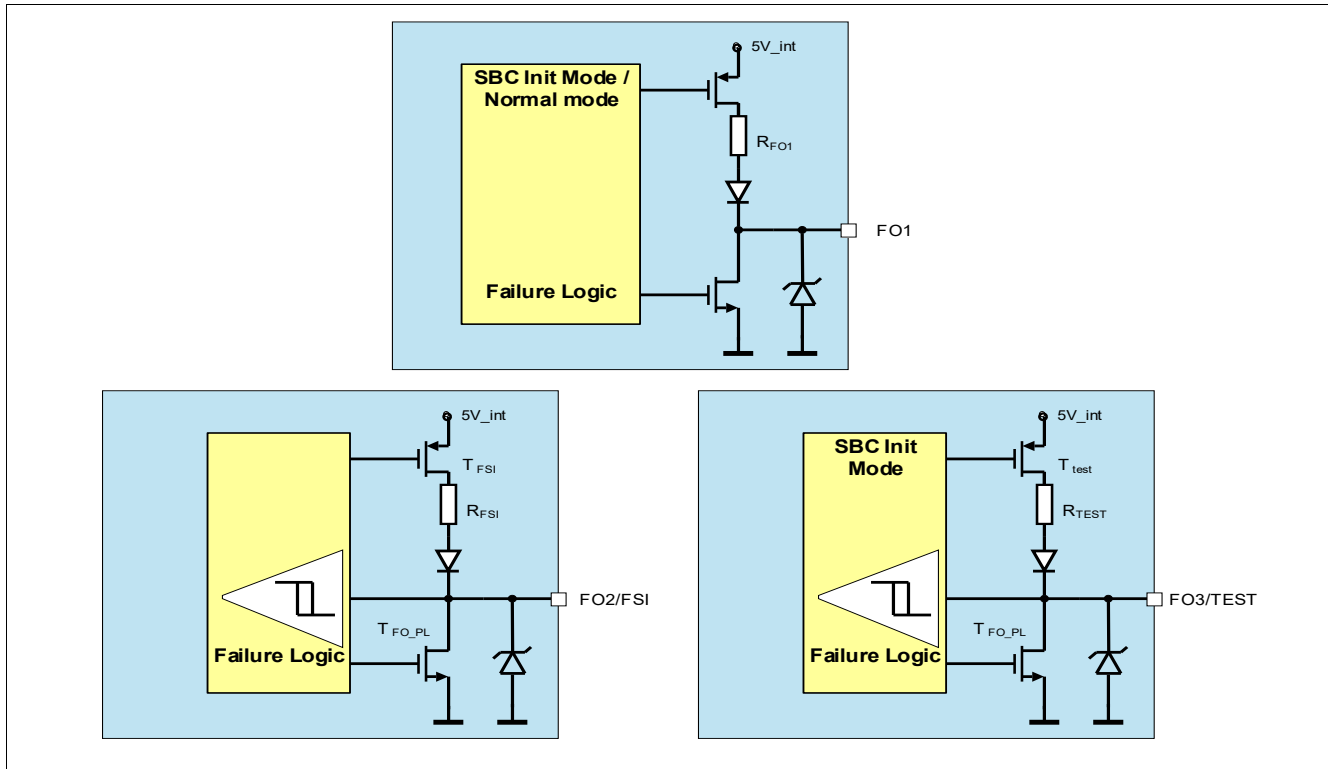 5V_int
SBC Init Mode /
Normal mode
RFO1
FO1
Failure Logic
5V_int
TFSI
RFSI
FO2/FSI
TFO_PL
Failure Logic
5V_int
SBC Init
Mode
Ttest
RTEST
FO3/TEST
TFO_PL
Failure Logic